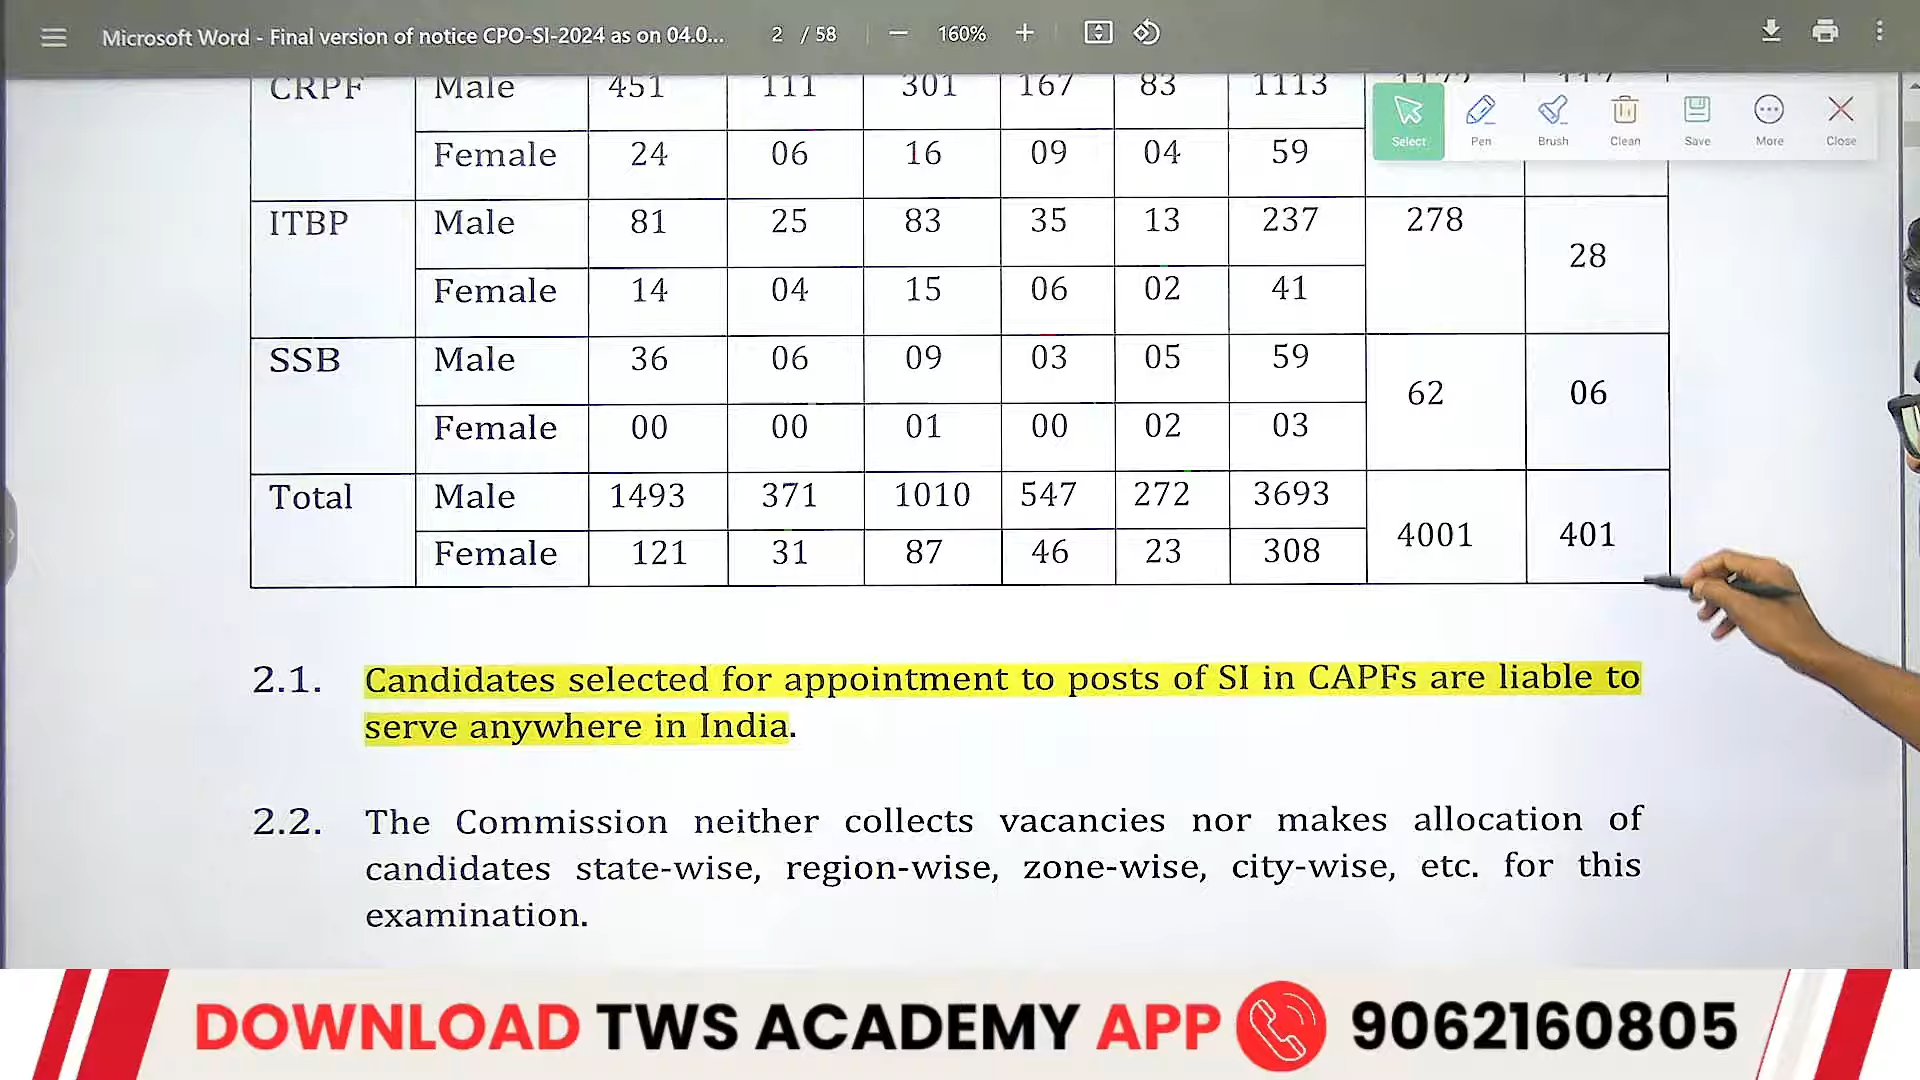 Microsoft Word - Final version of notice CPO-SI-2024 as on 04.0... 2 / 58 160%
Select Pen Brush Clean Save More Close
CRPF Male 451 111 301 167 83 1113
Female 24 06 16 09 04 59
ITBP Male 81 25 83 35 13 237 278 28
Female 14 04 15 06 02 41
SSB Male 36 06 09 03 05 59 62 06
Female 00 00 01 00 02 03
Total Male 1493 371 1010 547 272 3693 4001 401
Female 121 31 87 46 23 308
2.1. Candidates selected for appointment to posts of SI in CAPFs are liable to
serve anywhere in India.
2.2. The Commission neither collects vacancies nor makes allocation of
candidates state-wise, region-wise, zone-wise, city-wise, etc. for this
examination.
DOWNLOAD TWS ACADEMY APP 9062160805